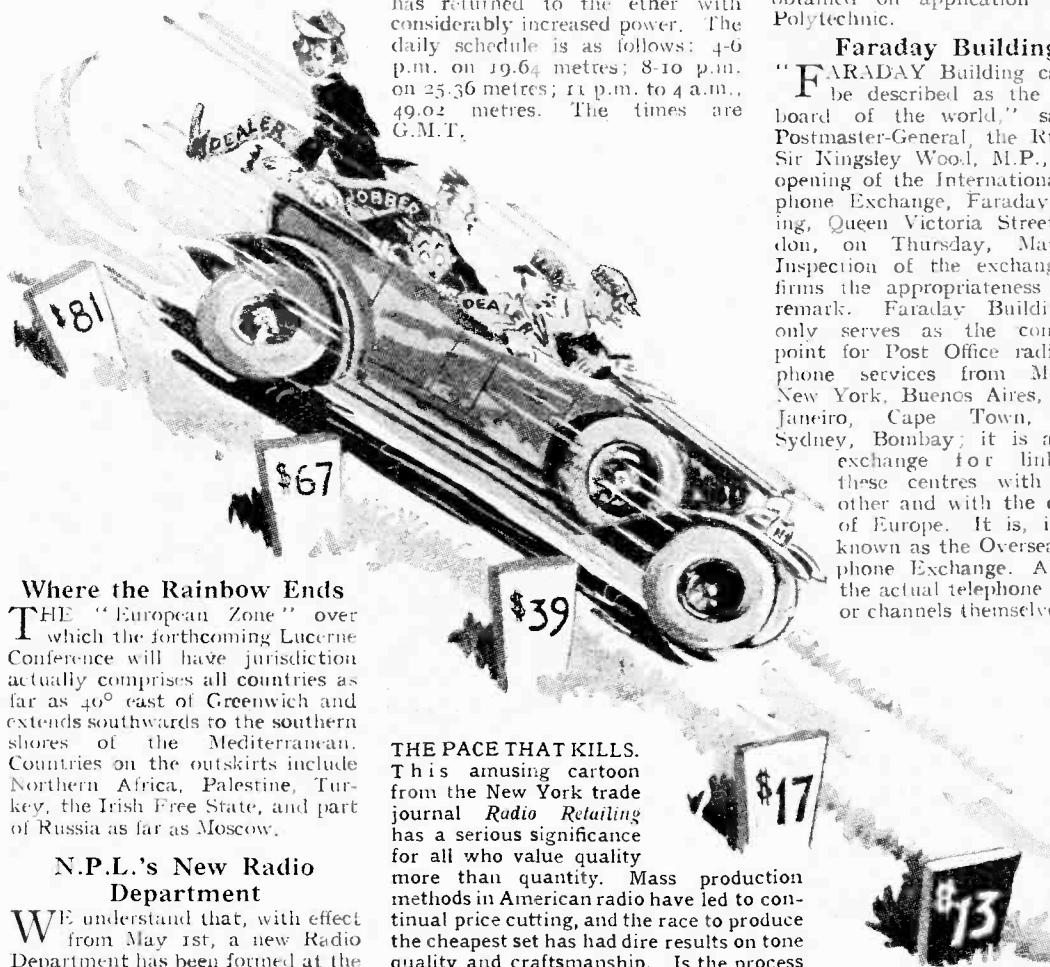 has returned to the ether with
considerably increased power. The
daily schedule is as follows: 4-6
p.m. on 19.64 metres; 8-10 p.m.
on 25.36 metres; 11 p.m. to 4 a.m.,
49.02 metres. The times are
G.M.T.
DEALER
JOBBER
DEA
$81
$67
$39
$17
$13
Where the Rainbow Ends
THE "European Zone" over
which the forthcoming Lucerne
Conference will have jurisdiction
actually comprises all countries as
far as 40° east of Greenwich and
extends southwards to the southern
shores of the Mediterranean.
Countries on the outskirts include
Northern Africa, Palestine, Tur-
key, the Irish Free State, and part
of Russia as far as Moscow.
N.P.L.'s New Radio
Department
WE understand that, with effect
from May 1st, a new Radio
Department has been formed at the
THE PACE THAT KILLS.
This amusing cartoon
from the New York trade
journal Radio Retailing
has a serious significance
for all who value quality
more than quantity. Mass production
methods in American radio have led to con-
tinual price cutting, and the race to produce
the cheapest set has had dire results on tone
quality and craftsmanship. Is the process
obtained on application
Polytechnic.
Faraday Building
"FARADAY Building ca
be described as the
board of the world," sa
Postmaster-General, the R
Sir Kingsley Wood, M.P.,
opening of the Internation
phone Exchange, Faraday
ing, Queen Victoria Street
don, on Thursday, Ma
Inspection of the exchang
firms the appropriateness
remark. Faraday Buildi
only serves as the con
point for Post Office radi
phone services from M
New York, Buenos Aires,
Janeiro, Cape Town,
Sydney, Bombay; it is a
exchange for lin
these centres with
other and with the
of Europe. It is, i
known as the Oversea
phone Exchange. A
the actual telephone
or channels themselve